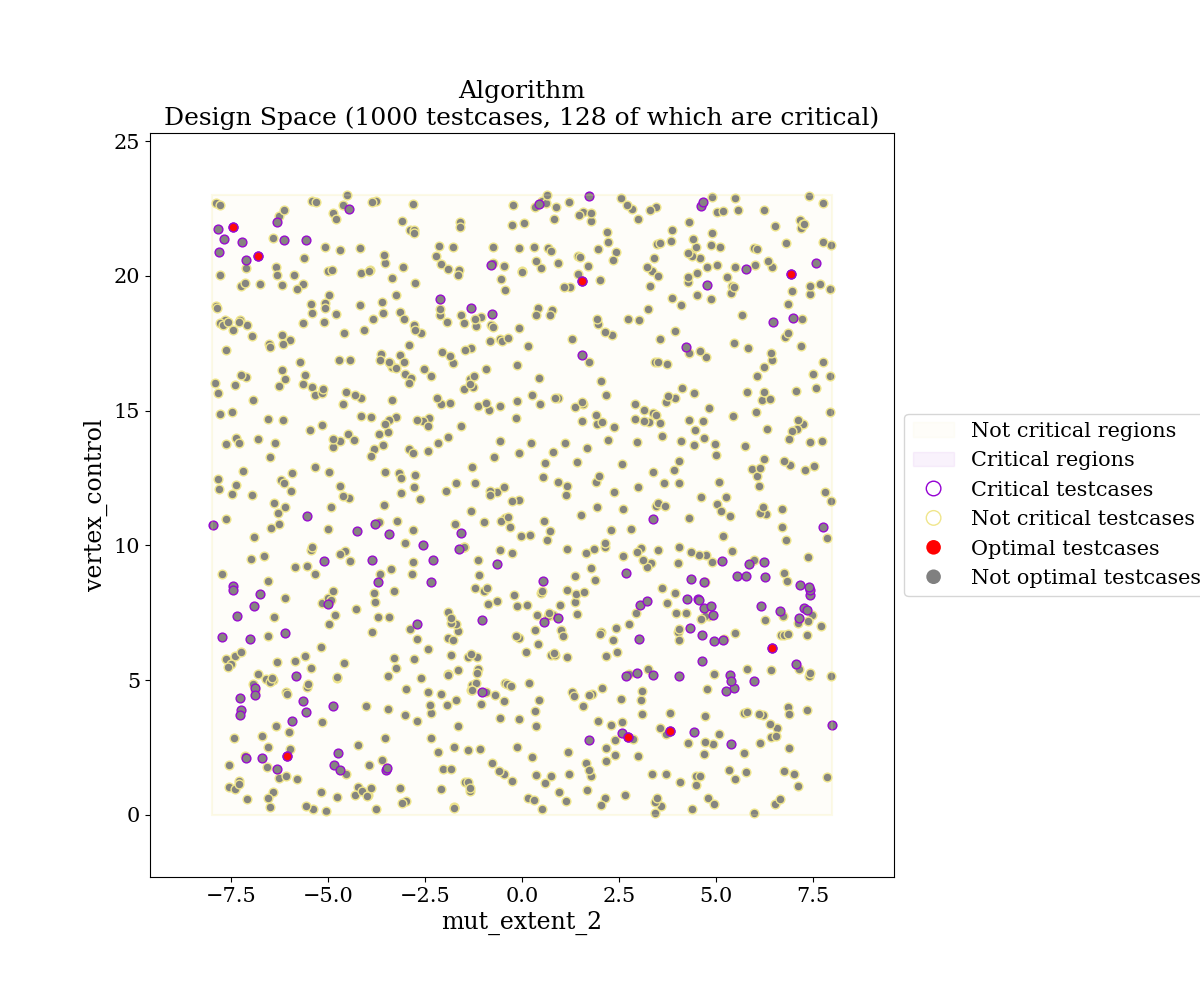 Algorithm
Design Space (1000 testcases, 128 of which are critical)
25
20
15
10
5
0
vertex_control
−7.5
−5.0
−2.5
0.0
2.5
5.0
7.5
mut_extent_2
Not critical regions
Critical regions
Critical testcases
Not critical testcases
Optimal testcases
Not optimal testcases